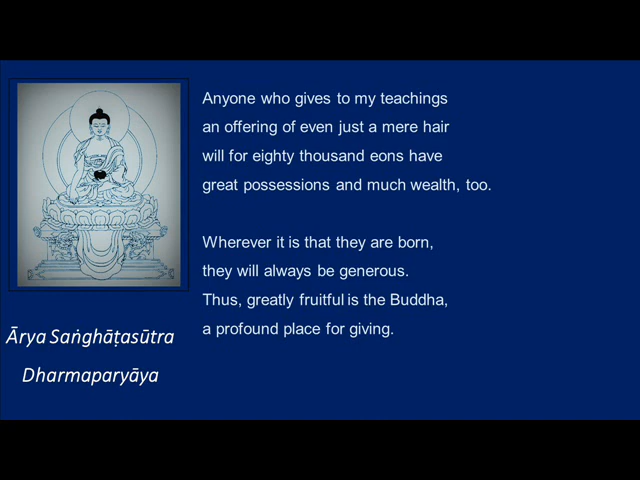 Anyone who gives to my teachings
an offering of even just a mere hair
will for eighty thousand eons have
great possessions and much wealth, too.
Wherever it is that they are born,
they will always be generous.
Thus, greatly fruitful is the Buddha,
a profound place for giving.
Ārya Saṅghāṭasūtra
Dharmaparyāya